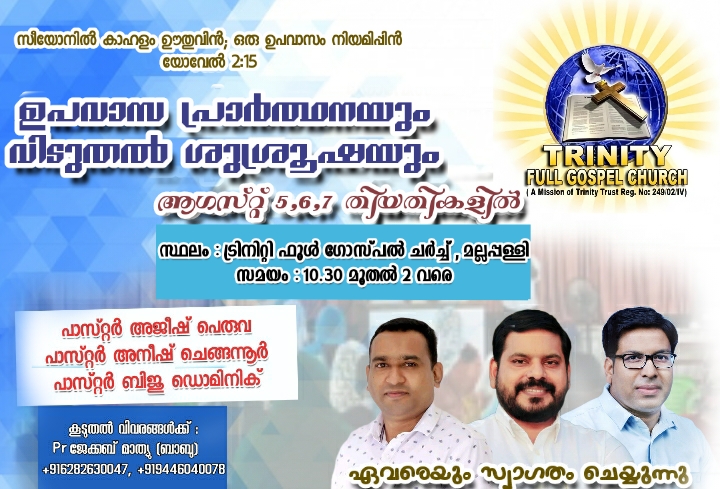 സീയോനിൽ കാഹളം ഊതുവിൻ; ഒരു ഉപവാസം നിയമിപ്പിൻ
യോവേൽ 2:15
ഉപവാസ പ്രാർത്ഥനയും
വിടുതൽ ശുശ്രൂഷയും
ആഗസ്റ്റ് 5,6,7 തിയതികളിൽ
സ്ഥലം : ട്രിനിറ്റി ഫുൾ ഗോസ്പൽ ചർച്ച് , മല്ലപ്പള്ളി
സമയം : 10.30 മുതൽ 2 വരെ
TRINITY
FULL GOSPEL CHURCH
( A Mission of Trinity Trust Reg. No: 249/02/IV)
പാസ്റ്റർ അജീഷ് പെരുവ
പാസ്റ്റർ അനീഷ് ചെങ്ങന്നൂർ
പാസ്റ്റർ ബിജു ഡൊമിനിക്
കൂടുതൽ വിവരങ്ങൾക്ക് :
Pr ജേക്കബ് മാത്യു (ബാബു)
+916282630047, +919446040078
ഏവരെയും സ്വാഗതം ചെയ്യുന്നു